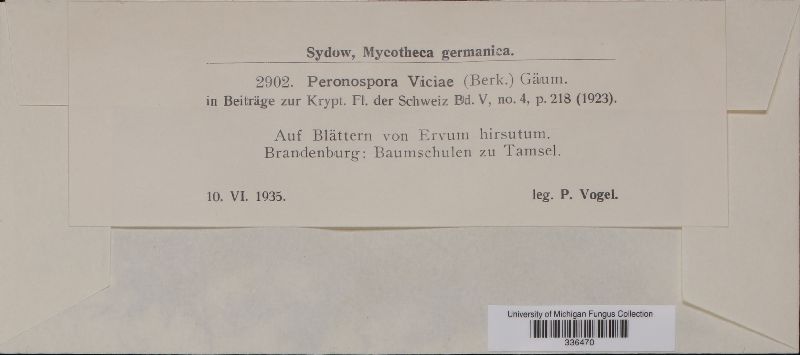 Sydow, Mycotheca germanica.
2902. Peronospora Viciae (Berk.) Gäum.
in Beiträge zur Krypt. Fl. der Schweiz Bd. V, no. 4, p. 218 (1923).
Auf Blättern von Ervum hirsutum.
Brandenburg: Baumschulen zu Tamsel.
10. VI. 1935. leg. P. Vogel.
University of Michigan Fungus Collection
336470